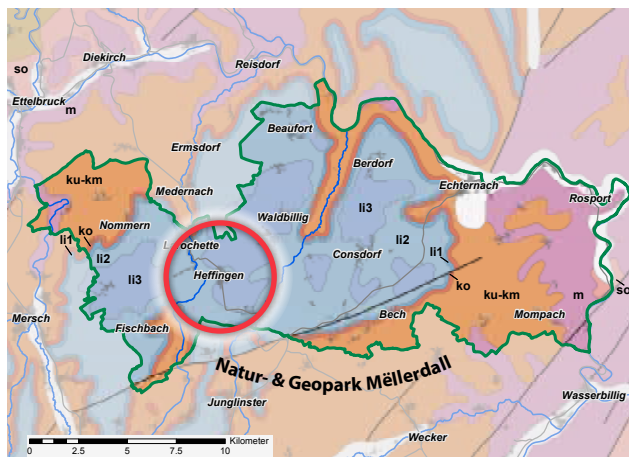 so
Diekirch
Reisdorf
Ettelbruck
m
Beaufort
Ermsdorf
Berdorf
ku-km
Medernach
Echternach
Rosport
Nommern
Waldbillig
li3
ko
li1
li2
Larochette
li2
li3
Heffingen
Consdorf
li1
ko
so
ku-km
m
Mersch
Fischbach
Bech
Mompach
Natur- & Geopark Mëllerdall
Wasserbillig
Junglinster
Wecker
0 2.5 5 7.5 10 Kilometer